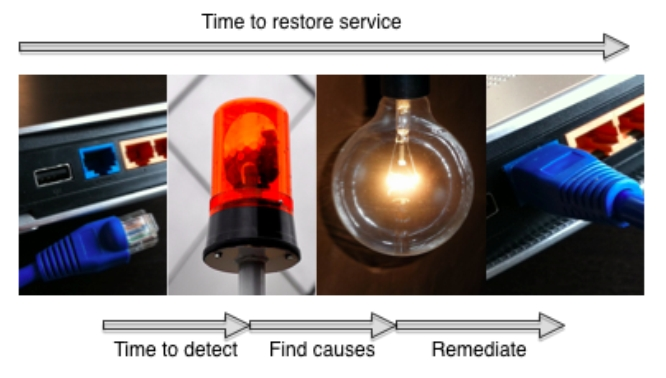 Time to restore service
Time to detect
Find causes
Remediate